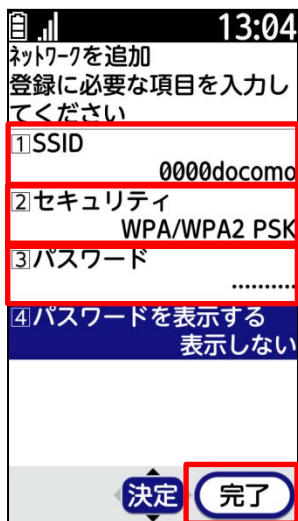 13:04
ﾈｯﾄﾜｰｸを追加
登録に必要な項目を入力し
てください
1SSID
0000docomo
2セキュリティ
WPA/WPA2 PSK
3パスワード
..........
4パスワードを表示する
表示しない
決定 完了